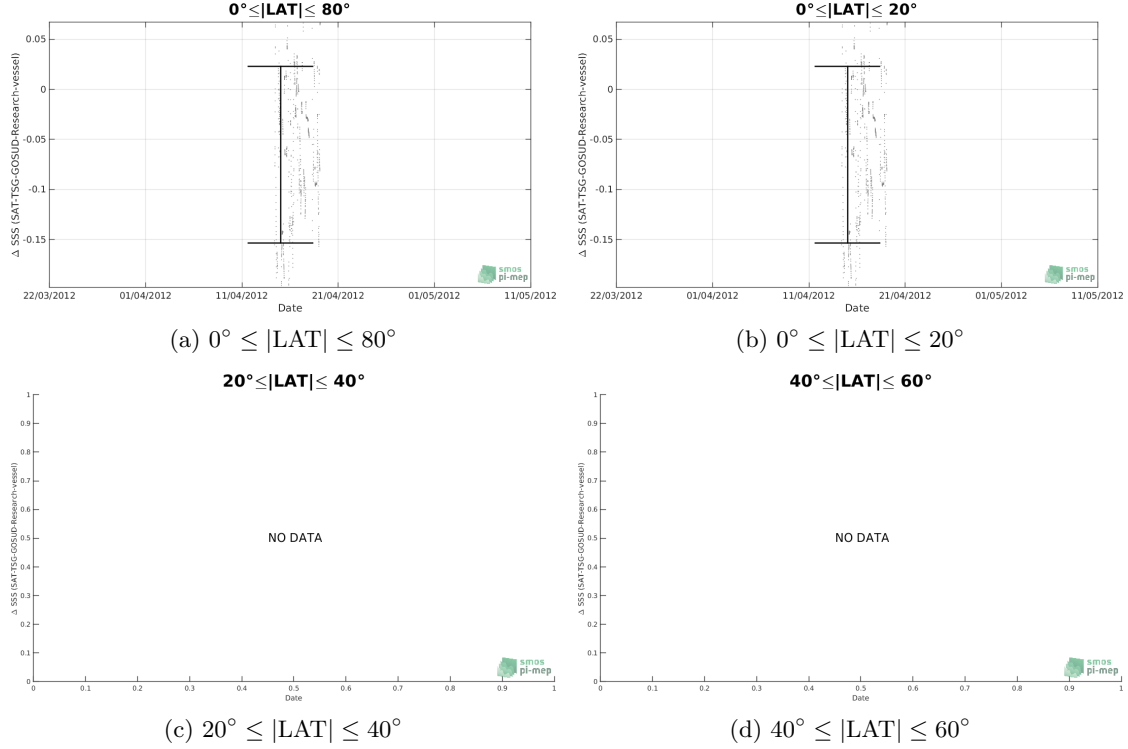 0°≤|LAT|≤ 80°
0.05
0
-0.05
-0.1
-0.15
Δ SSS (SAT-TSG-GOSUD-Research-vessel)
22/03/2012 01/04/2012 11/04/2012 21/04/2012 01/05/2012 11/05/2012
Date
smos
pi-mep
(a) 0° ≤ |LAT| ≤ 80°
0°≤|LAT|≤ 20°
0.05
0
-0.05
-0.1
-0.15
Δ SSS (SAT-TSG-GOSUD-Research-vessel)
22/03/2012 01/04/2012 11/04/2012 21/04/2012 01/05/2012 11/05/2012
Date
smos
pi-mep
(b) 0° ≤ |LAT| ≤ 20°
20°≤|LAT|≤ 40°
1
0.9
0.8
0.7
0.6
0.5
0.4
0.3
0.2
0.1
0
Δ SSS (SAT-TSG-GOSUD-Research-vessel)
NO DATA
0 0.1 0.2 0.3 0.4 0.5 0.6 0.7 0.8 0.9 1
Date
smos
pi-mep
(c) 20° ≤ |LAT| ≤ 40°
40°≤|LAT|≤ 60°
1
0.9
0.8
0.7
0.6
0.5
0.4
0.3
0.2
0.1
0
Δ SSS (SAT-TSG-GOSUD-Research-vessel)
NO DATA
0 0.1 0.2 0.3 0.4 0.5 0.6 0.7 0.8 0.9 1
Date
smos
pi-mep
(d) 40° ≤ |LAT| ≤ 60°